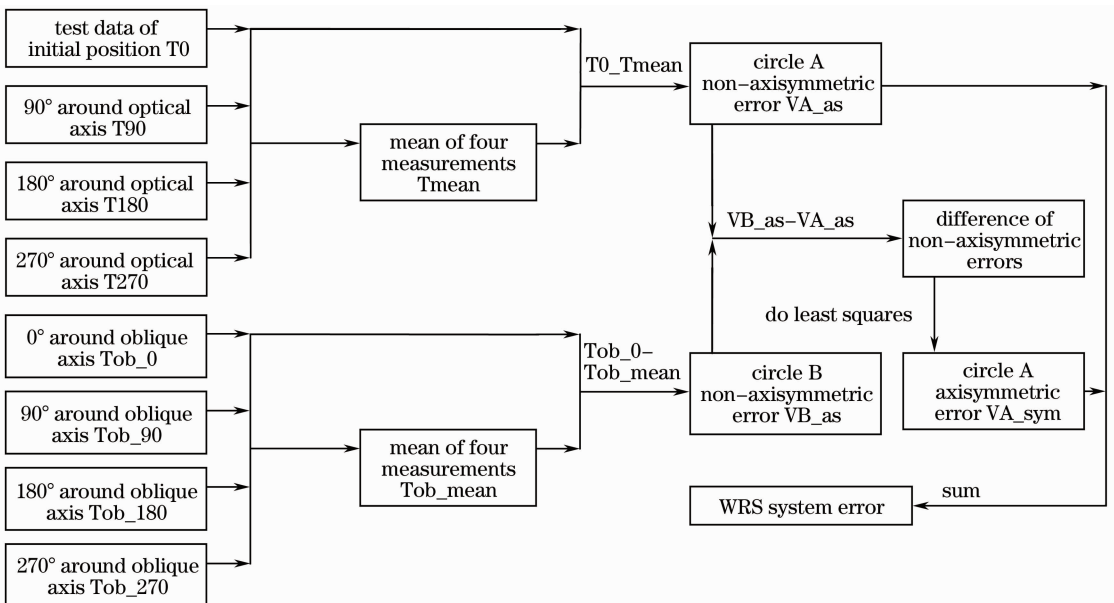 test data of
initial position T0
90° around optical
axis T90
180° around optical
axis T180
270° around optical
axis T270
mean of four
measurements
Tmean
T0_Tmean
circle A
non-axisymmetric
error VA_as
VB_as-VA_as
difference of
non-axisymmetric
errors
do least squares
0° around oblique
axis Tob_0
90° around oblique
axis Tob_90
180° around oblique
axis Tob_180
270° around oblique
axis Tob_270
mean of four
measurements
Tob_mean
Tob_0-
Tob_mean
circle B
non-axisymmetric
error VB_as
circle A
axisymmetric
error VA_sym
sum
WRS system error